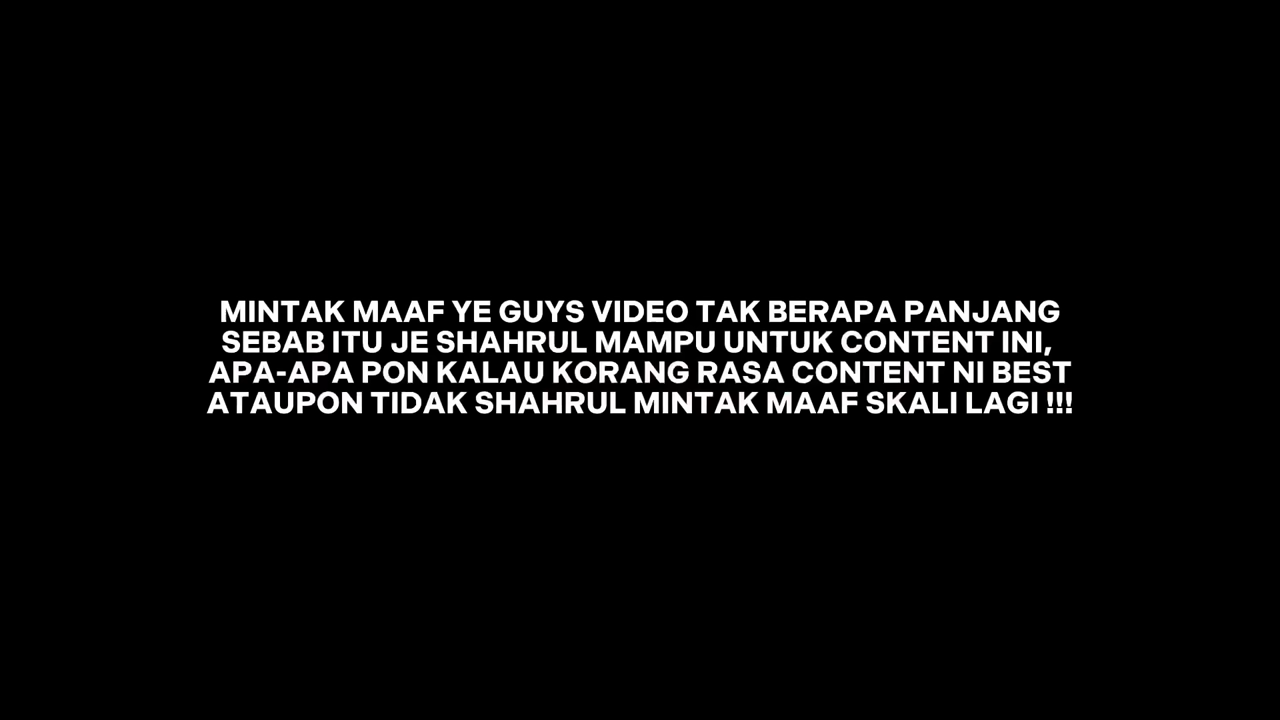 MINTAK MAAF YE GUYS VIDEO TAK BERAPA PANJANG
SEBAB ITU JE SHAHRUL MAMPU UNTUK CONTENT INI,
APA-APA PON KALAU KORANG RASA CONTENT NI BEST
ATAUPON TIDAK SHAHRUL MINTAK MAAF SKALI LAGI !!!